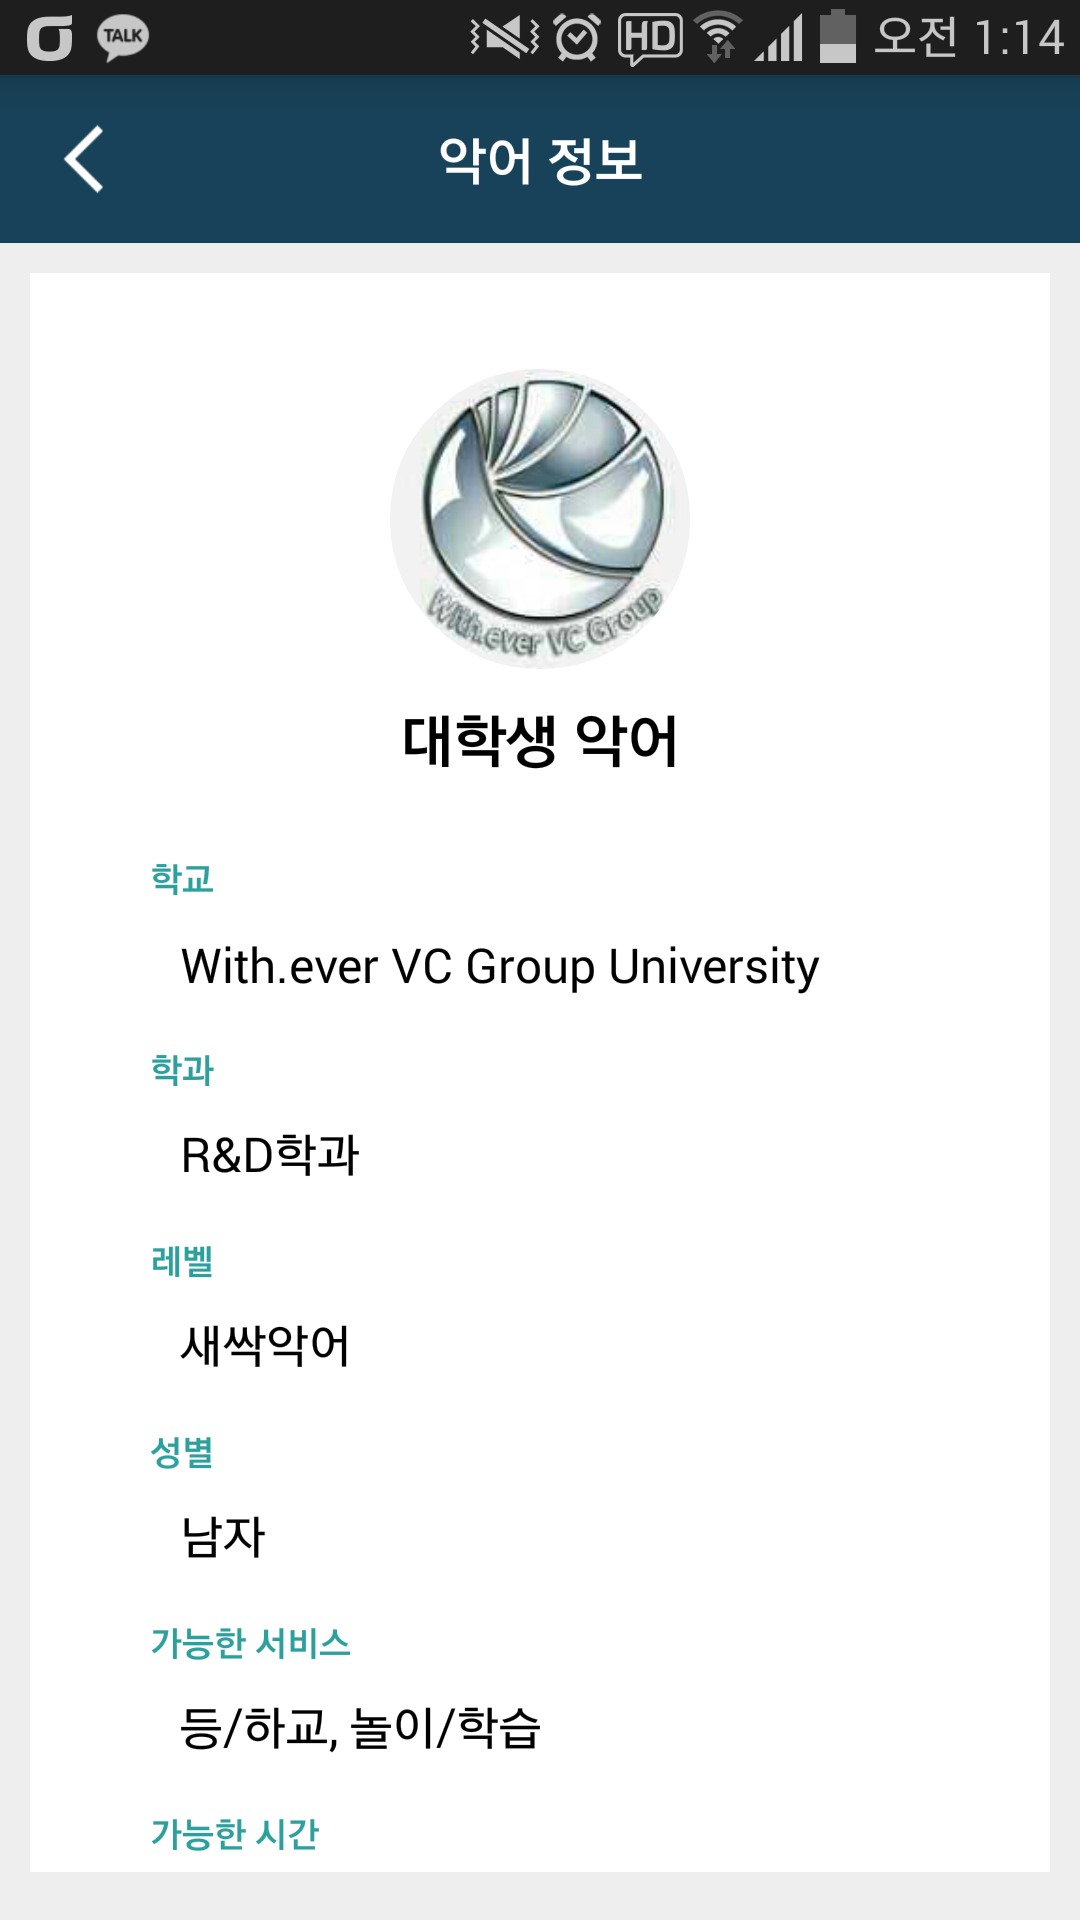 TALK
HD
오전 1:14
악어 정보
With.ever VC Group
대학생 악어
학교
With.ever VC Group University
학과
R&D학과
레벨
새싹악어
성별
남자
가능한 서비스
등/하교, 놀이/학습
가능한 시간